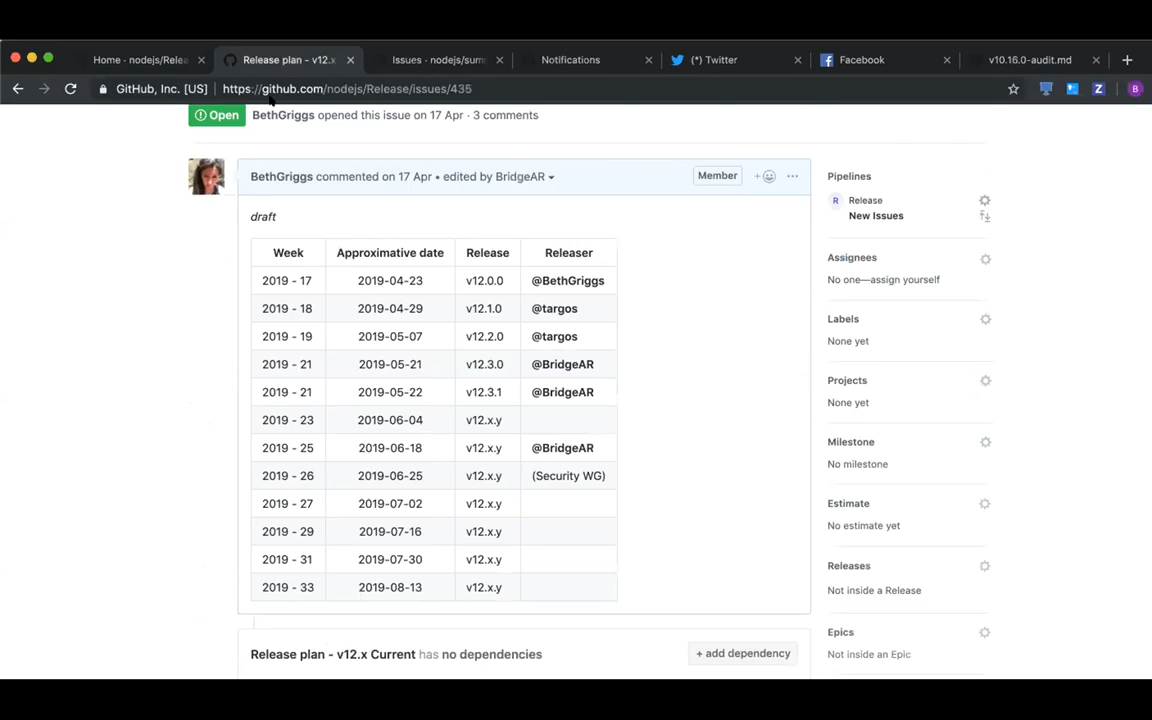 Home - nodejs/Relea
Release plan - v12.x
Issues - nodejs/sum
Notifications
(*) Twitter
Facebook
v10.16.0-audit.md
GitHub, Inc. [US]
https://github.com/nodejs/Release/issues/435
Z
B
Open BethGriggs opened this issue on 17 Apr · 3 comments
BethGriggs commented on 17 Apr • edited by BridgeAR
Member
draft
Week Approximative date Release Releaser
2019 - 17 2019-04-23 v12.0.0 @BethGriggs
2019 - 18 2019-04-29 v12.1.0 @targos
2019 - 19 2019-05-07 v12.2.0 @targos
2019 - 21 2019-05-21 v12.3.0 @BridgeAR
2019 - 21 2019-05-22 v12.3.1 @BridgeAR
2019 - 23 2019-06-04 v12.x.y
2019 - 25 2019-06-18 v12.x.y @BridgeAR
2019 - 26 2019-06-25 v12.x.y (Security WG)
2019 - 27 2019-07-02 v12.x.y
2019 - 29 2019-07-16 v12.x.y
2019 - 31 2019-07-30 v12.x.y
2019 - 33 2019-08-13 v12.x.y
Release plan - v12.x Current has no dependencies
+ add dependency
Pipelines
R Release
New Issues
Assignees
No one—assign yourself
Labels
None yet
Projects
None yet
Milestone
No milestone
Estimate
No estimate yet
Releases
Not inside a Release
Epics
Not inside an Epic